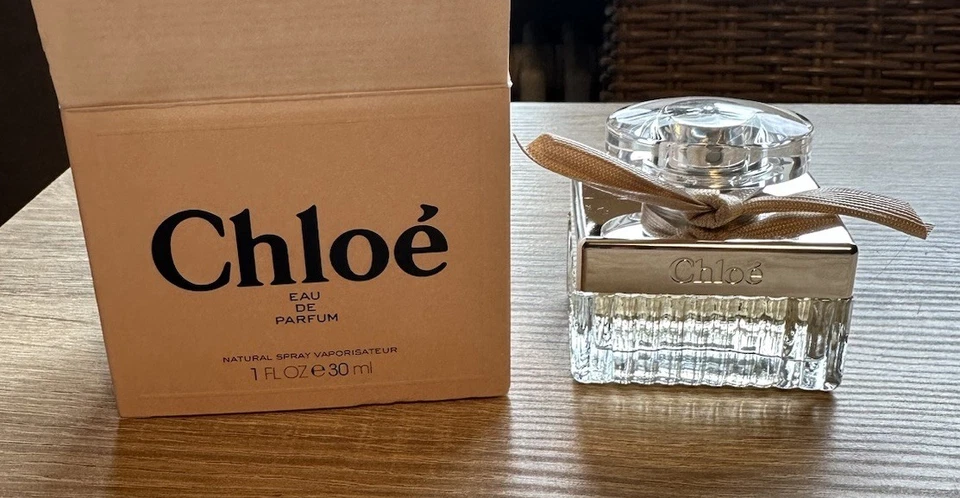 Chloé
EAU
DE
PARFUM
NATURAL SPRAY VAPORISATEUR
1 FL OZ ℮ 30 ml
Chloé